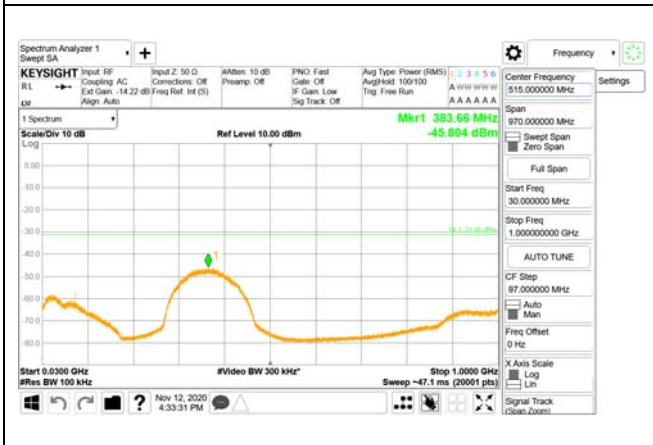 Spectrum Analyzer 1
Swept SA
+
Frequency
KEYSIGHT
Input: RF
Input Z: 50 Ω
#Atten: 10 dB
PNO: Fast
Avg Type: Power (RMS)
1 2 3 4 5 6
RL
Coupling: AC
Corrections: Off
Preamp: Off
Gate: Off
Avg|Hold: 100/100
A W W W W W
Ext Gain: -14.22 dB
Freq Ref: Int (S)
IF Gain: Low
Trig: Free Run
A A A A A A
Align: Auto
Sig Track: Off
1 Spectrum
Mkr1 383.66 MHz
Scale/Div 10 dB
Ref Level 10.00 dBm
-45.804 dBm
Log
0.00
-10.0
-20.0
-30.0
-40.0
-50.0
-60.0
-70.0
-80.0
1
Start 0.0300 GHz
#Video BW 300 kHz*
Stop 1.0000 GHz
#Res BW 100 kHz
Sweep ~47.1 ms (20001 pts)
Nov 12, 2020
4:33:31 PM
Center Frequency
515.000000 MHz
Settings
Span
970.000000 MHz
Swept Span
Zero Span
Full Span
Start Freq
30.000000 MHz
Stop Freq
1.000000000 GHz
AUTO TUNE
CF Step
97.000000 MHz
Auto
Man
Freq Offset
0 Hz
X Axis Scale
Log
Lin
Signal Track
(Span Zoom)